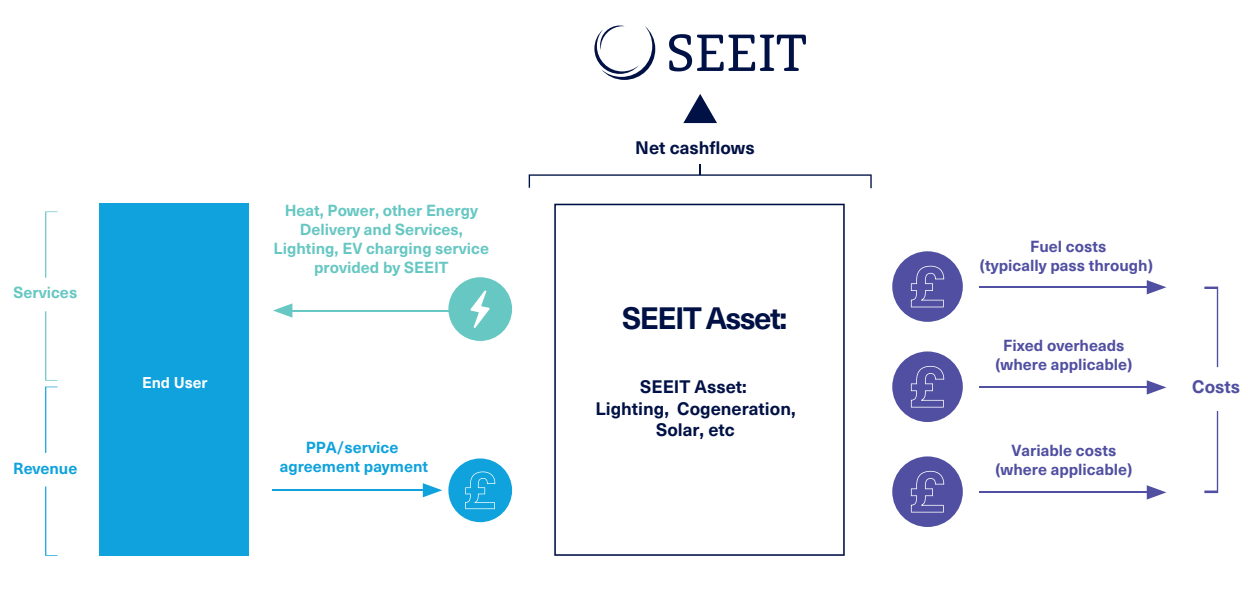 SEEIT
Net cashflows
Services
Revenue
End User
Heat, Power, other Energy
Delivery and Services,
Lighting, EV charging service
provided by SEEIT
PPA/service
agreement payment
£
SEEIT Asset:
SEEIT Asset:
Lighting, Cogeneration,
Solar, etc
£
Fuel costs
(typically pass through)
£
Fixed overheads
(where applicable)
£
Variable costs
(where applicable)
Costs